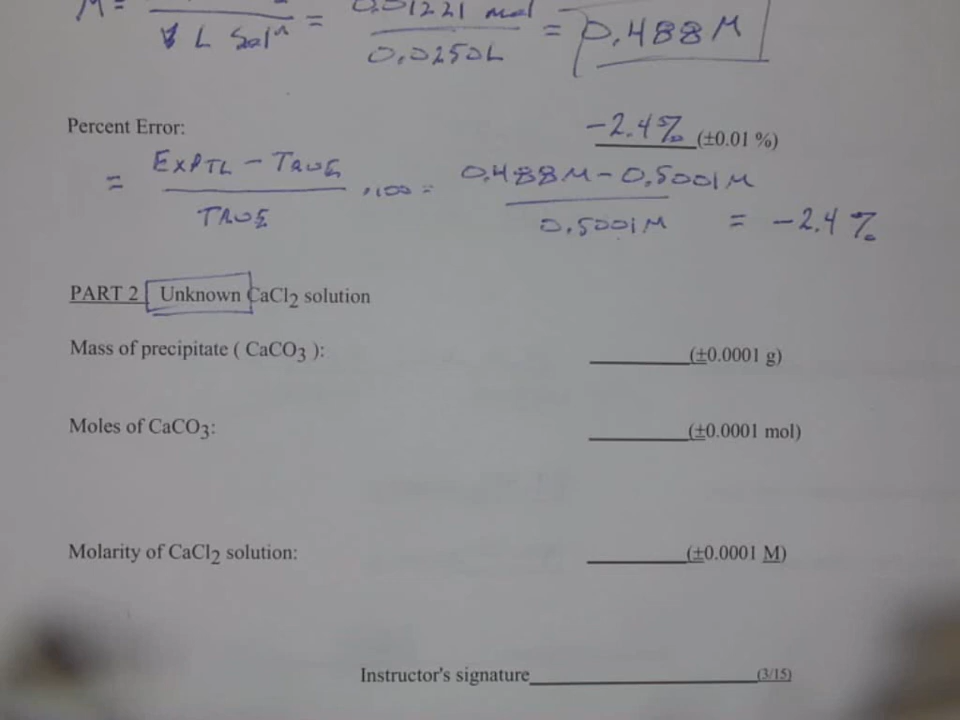 M = = 0.01221 mol = 0.488 M
L Soln 0.0250L
Percent Error: -2.4% (±0.01 %)
= EXPTL - TRUE ×100 = 0.488M - 0.5001M
TRUE 0.5001M = -2.4 %
PART 2 Unknown CaCl2 solution
Mass of precipitate ( CaCO3 ): (±0.0001 g)
Moles of CaCO3: (±0.0001 mol)
Molarity of CaCl2 solution: (±0.0001 M)
Instructor's signature (3/15)